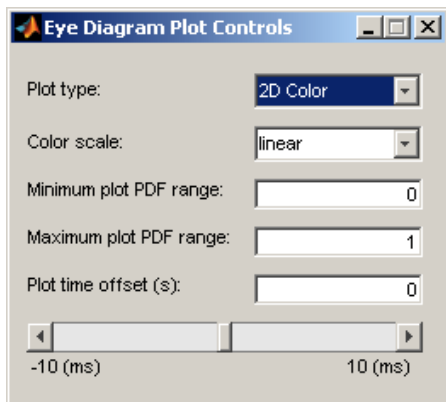 Eye Diagram Plot Controls
Plot type: 2D Color
Color scale: linear
Minimum plot PDF range: 0
Maximum plot PDF range: 1
Plot time offset (s): 0
-10 (ms) 10 (ms)